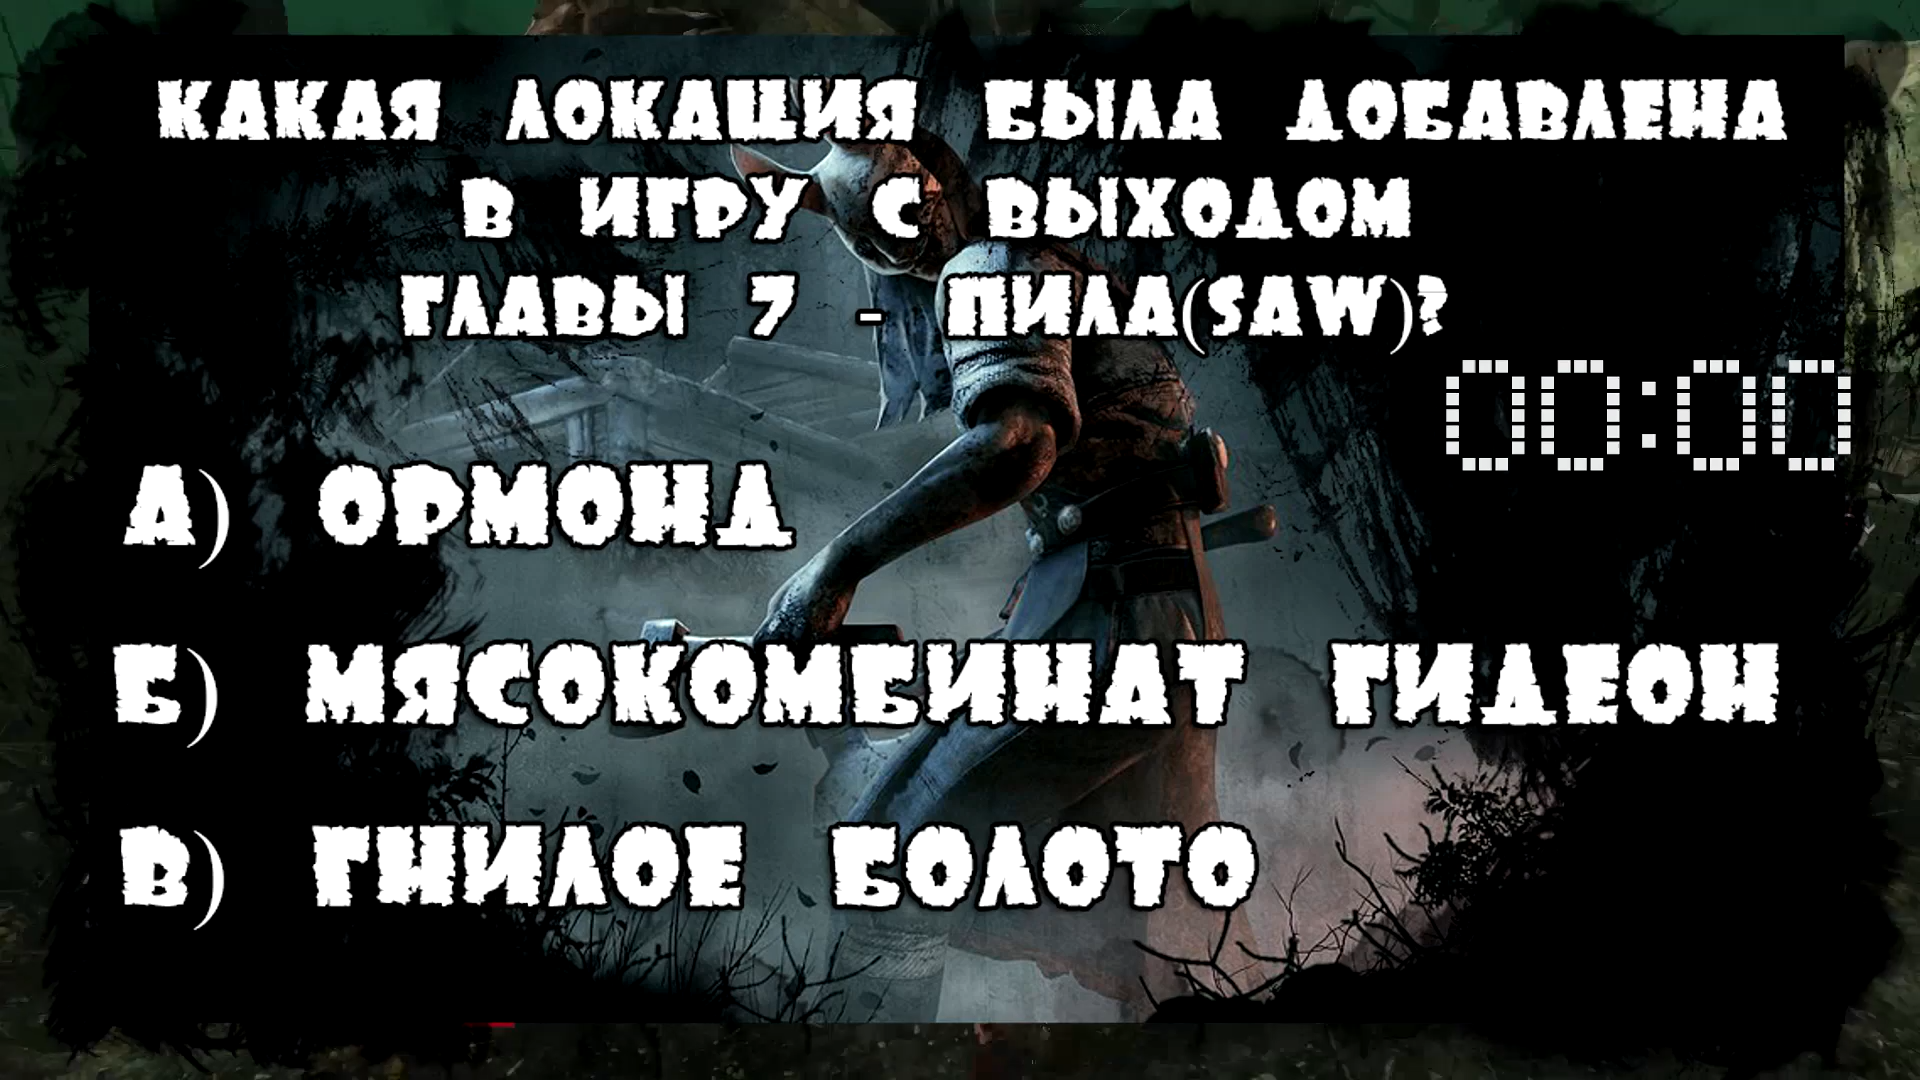 КАКАЯ ЛОКАЦИЯ БЫЛА ДОБАВЛЕНА
В ИГРУ С ВЫХОДОМ
ГЛАВЫ 7 - ПИЛА(SAW)?
00:00
А) ОРМОНД
Б) МЯСОКОМБИНАТ ГИДЕОН
В) ГНИЛОЕ БОЛОТО